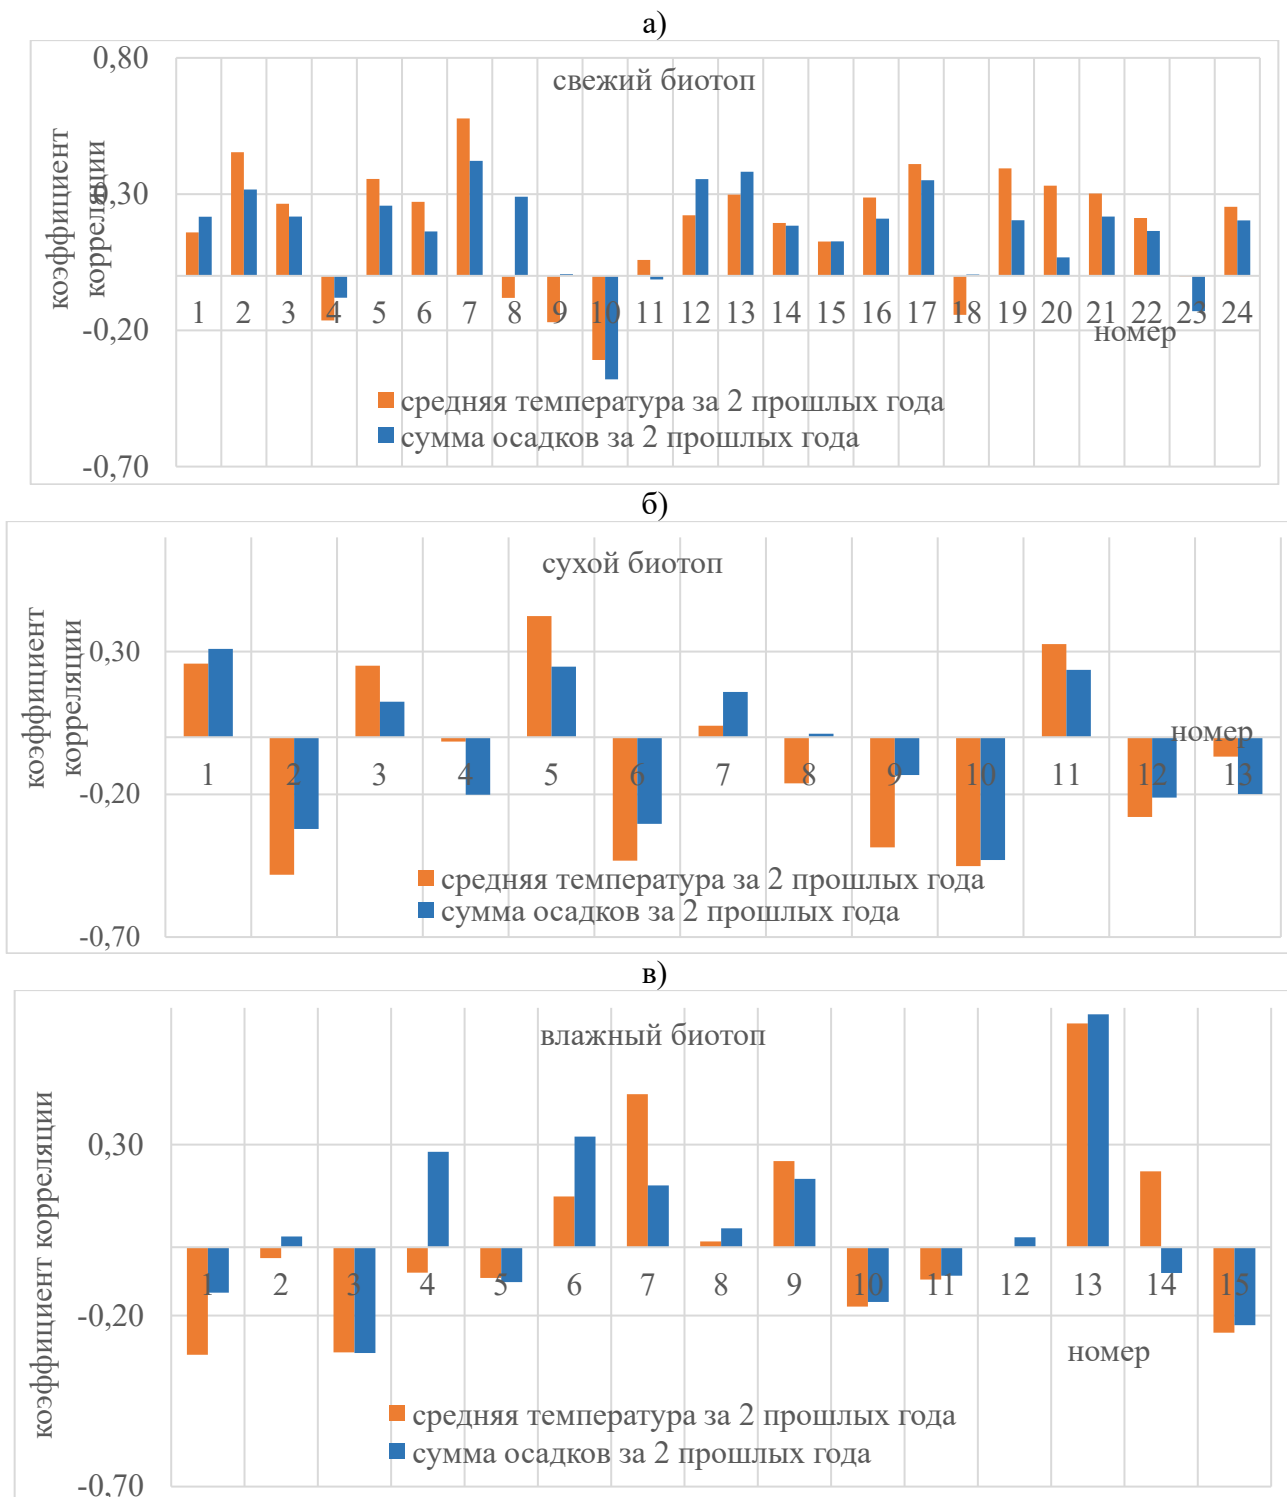 а)
0,80
свежий биотоп
коэффициент
корреляции
0,30
1 2 3 4 5 6 7 8 9 10 11 12 13 14 15 16 17 18 19 20 21 22 23 24
-0,20
номер
средняя температура за 2 прошлых года
сумма осадков за 2 прошлых года
-0,70
б)
сухой биотоп
коэффициент
корреляции
0,30
номер
1 2 3 4 5 6 7 8 9 10 11 12 13
-0,20
средняя температура за 2 прошлых года
сумма осадков за 2 прошлых года
-0,70
в)
влажный биотоп
коэффициент корреляции
0,30
1 2 3 4 5 6 7 8 9 10 11 12 13 14 15
-0,20
номер
средняя температура за 2 прошлых года
сумма осадков за 2 прошлых года
-0,70